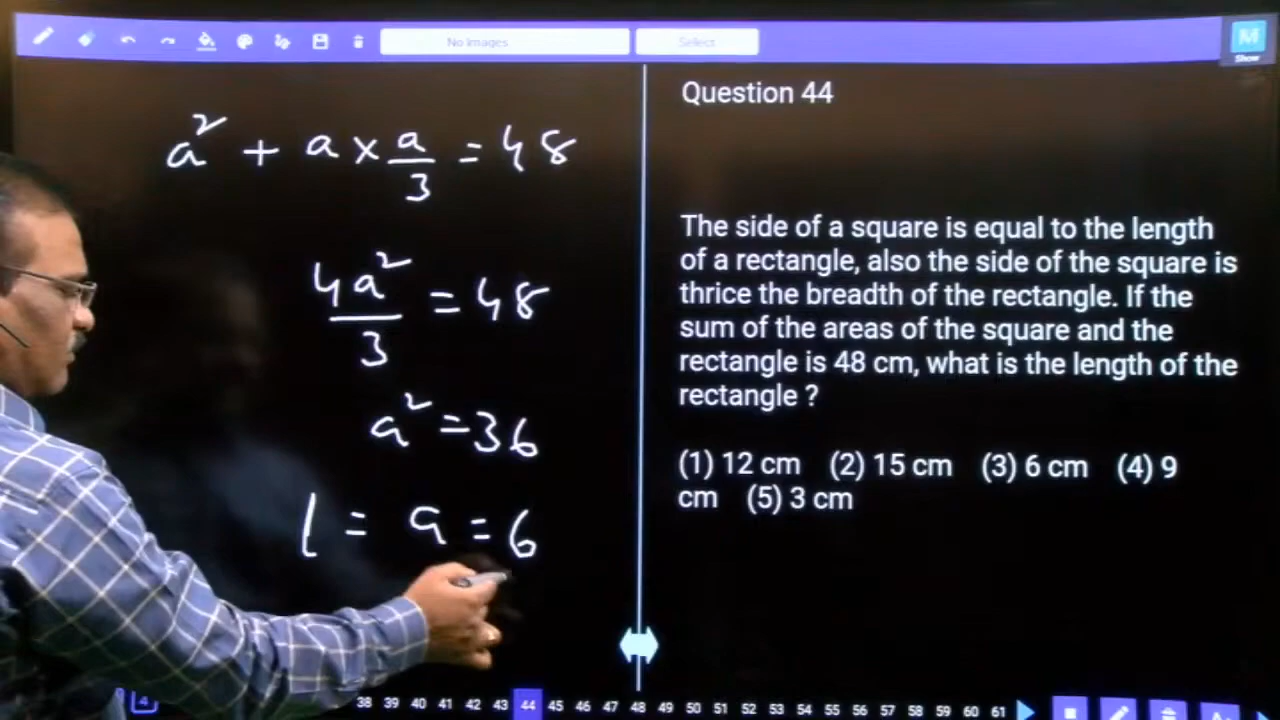 No Images
Select
M
Show
a² + a × a/3 = 48
4a²/3 = 48
a² = 36
l = a = 6
Question 44
The side of a square is equal to the length
of a rectangle, also the side of the square is
thrice the breadth of the rectangle. If the
sum of the areas of the square and the
rectangle is 48 cm, what is the length of the
rectangle ?
(1) 12 cm (2) 15 cm (3) 6 cm (4) 9
cm (5) 3 cm
4 38 39 40 41 42 43 44 45 46 47 48 49 50 51 52 53 54 55 56 57 58 59 60 61